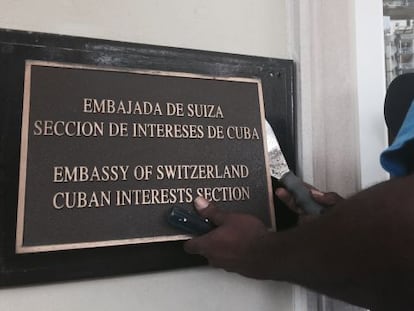 EMBAJADA DE SUIZA
SECCION DE INTERESES DE CUBA
EMBASSY OF SWITZERLAND
CUBAN INTERESTS SECTION